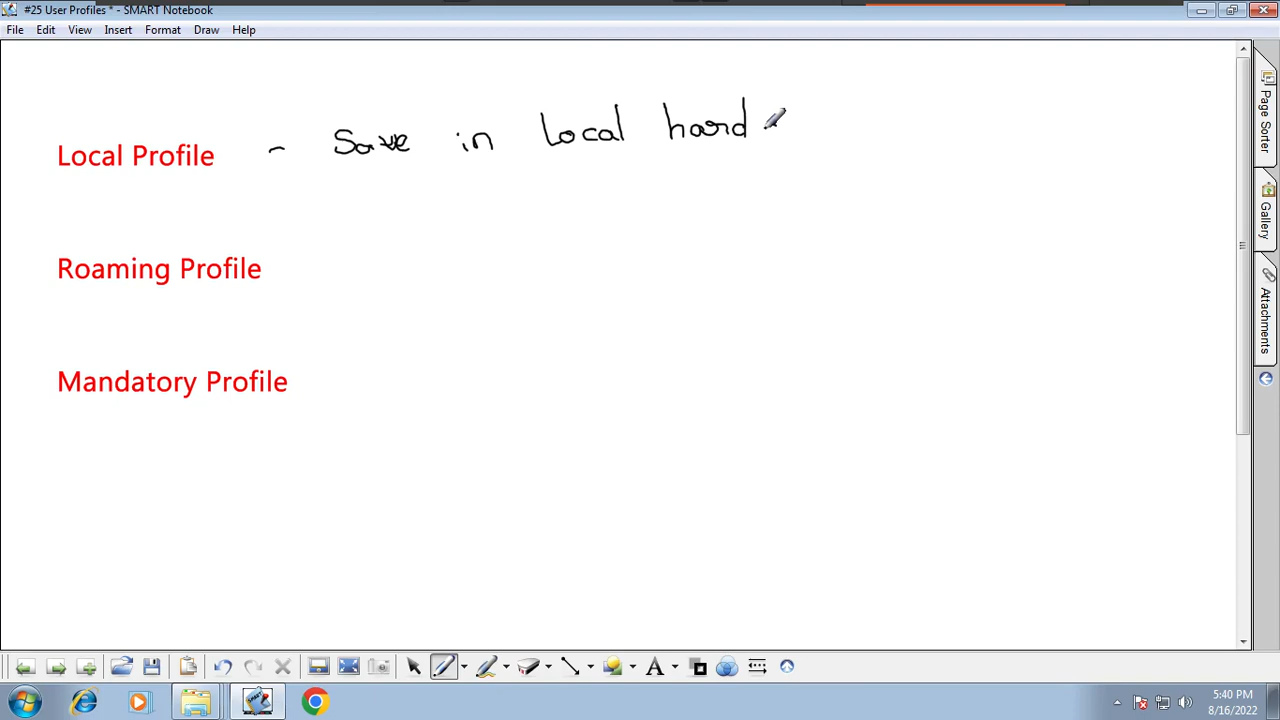 #25 User Profiles * - SMART Notebook
File Edit View Insert Format Draw Help
Local Profile - Save in local hard
Roaming Profile
Mandatory Profile
Page Sorter
Gallery
Attachments
5:40 PM
8/16/2022